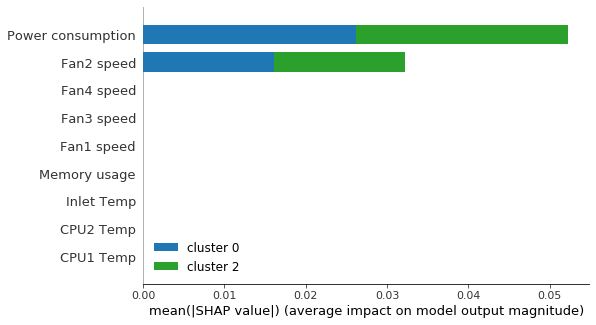 Power consumption
Fan2 speed
Fan4 speed
Fan3 speed
Fan1 speed
Memory usage
Inlet Temp
CPU2 Temp
CPU1 Temp
cluster 0
cluster 2
0.00 0.01 0.02 0.03 0.04 0.05
mean(|SHAP value|) (average impact on model output magnitude)